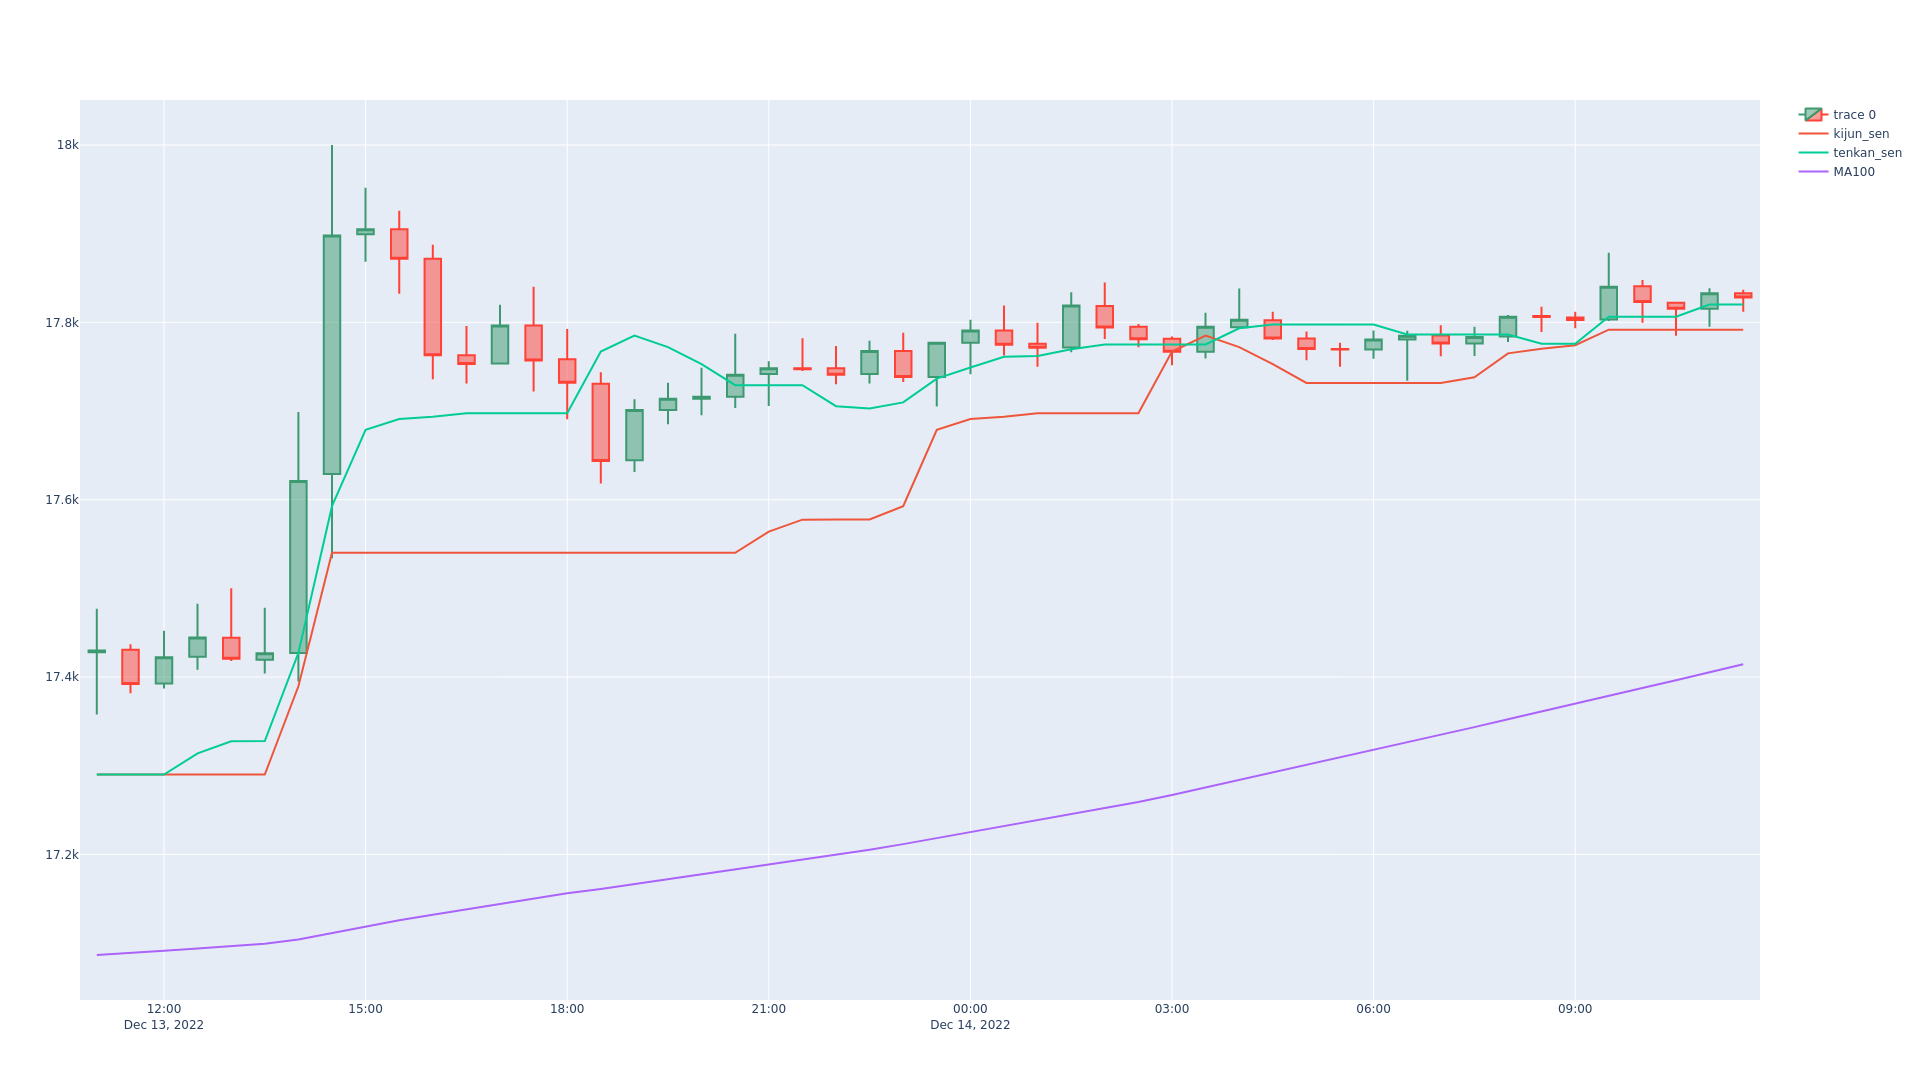 trace 0
kijun_sen
tenkan_sen
MA100
18k
17.8k
17.6k
17.4k
17.2k
12:00 15:00 18:00 21:00 00:00 03:00 06:00 09:00
Dec 13, 2022 Dec 14, 2022